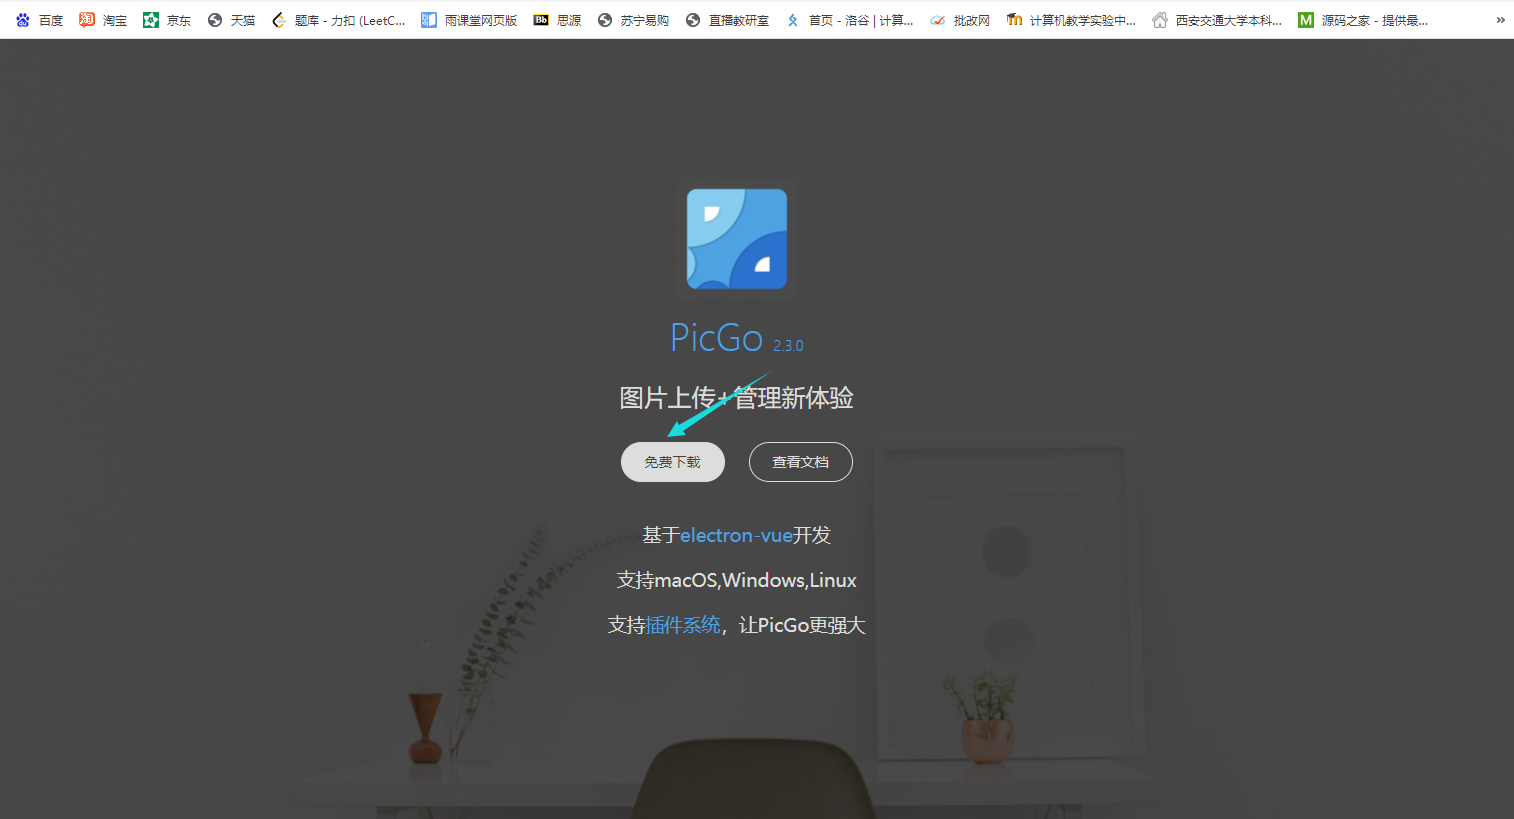 百度 淘宝 京东 天猫 题库 - 力扣 (LeetC... 雨课堂网页版 Bb 思源 苏宁易购 直播教研室 首页 - 洛谷 | 计算... 批改网 计算机教学实验中... 西安交通大学本科... M 源码之家 - 提供最... »
PicGo 2.3.0
图片上传+管理新体验
免费下载 查看文档
基于electron-vue开发
支持macOS,Windows,Linux
支持插件系统，让PicGo更强大